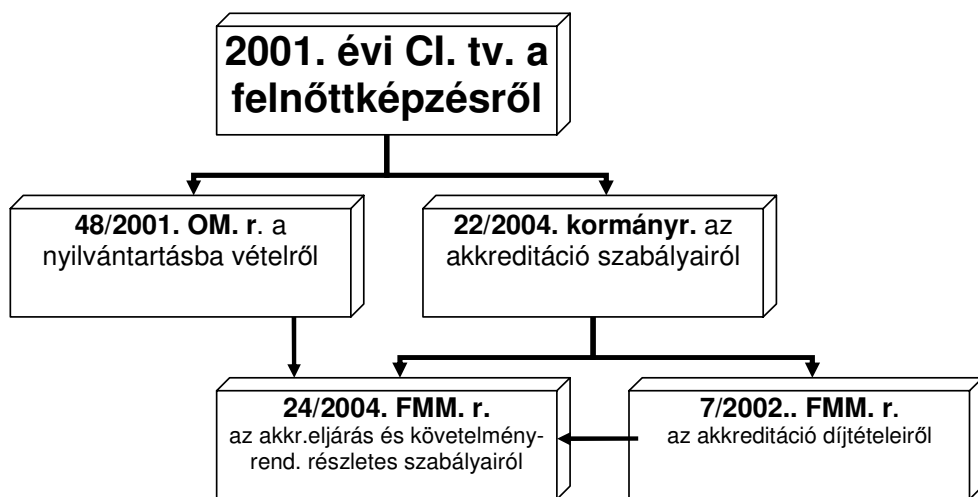 2001. évi CI. tv. a
felnőttképzésről
48/2001. OM. r. a
nyilvántartásba vételről
22/2004. kormányr. az
akkreditáció szabályairól
24/2004. FMM. r.
az akkr.eljárás és követelmény-
rend. részletes szabályairól
7/2002.. FMM. r.
az akkreditáció díjtételeiről